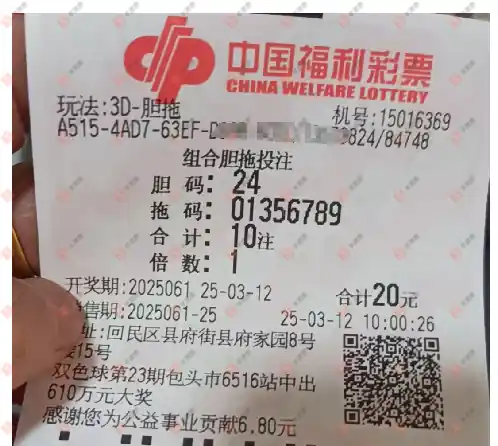 中国福利彩票
CHINA WELFARE LOTTERY
玩法:3D-胆拖
机号:15016369
A515-4AD7-63EF- 824/84748
组合胆拖投注
胆 码: 24
拖 码: 01356789
合 计: 10注
倍 数: 1
开奖期:2025061 25-03-12 合计20元
售期:2025061-25 25-03-12 10:00:26
址:回民区县府街县府家园8号
楼15号
双色球第23期包头市6516站中出
610万元大奖
感谢您为公益事业贡献6.80元